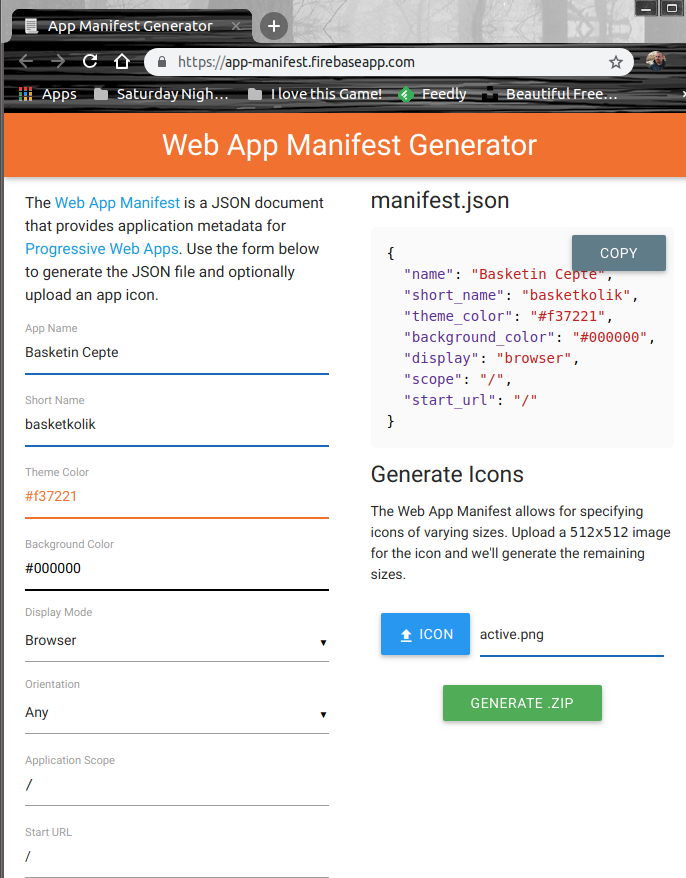 App Manifest Generator
https://app-manifest.firebaseapp.com
Apps Saturday Nigh... I love this Game! Feedly Beautiful Free...
Web App Manifest Generator
The Web App Manifest is a JSON document
that provides application metadata for
Progressive Web Apps. Use the form below
to generate the JSON file and optionally
upload an app icon.
App Name
Basketin Cepte
Short Name
basketkolik
Theme Color
#f37221
Background Color
#000000
Display Mode
Browser
Orientation
Any
Application Scope
/
Start URL
/
manifest.json
COPY
{
"name": "Basketin Cepte",
"short_name": "basketkolik",
"theme_color": "#f37221",
"background_color": "#000000",
"display": "browser",
"scope": "/",
"start_url": "/"
}
Generate Icons
The Web App Manifest allows for specifying
icons of varying sizes. Upload a 512x512 image
for the icon and we'll generate the remaining
sizes.
ICON
active.png
GENERATE .ZIP